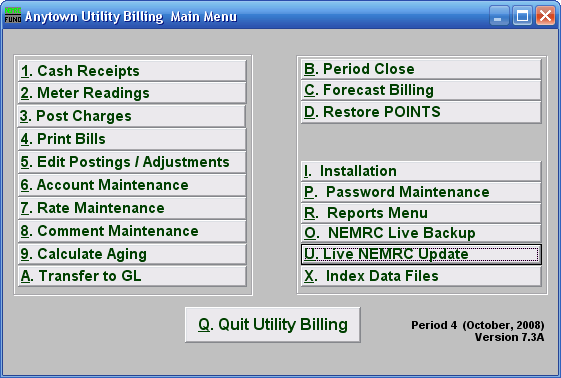 FUND
Anytown Utility Billing Main Menu
1. Cash Receipts
2. Meter Readings
3. Post Charges
4. Print Bills
5. Edit Postings / Adjustments
6. Account Maintenance
7. Rate Maintenance
8. Comment Maintenance
9. Calculate Aging
A. Transfer to GL
B. Period Close
C. Forecast Billing
D. Restore POINTS
I. Installation
P. Password Maintenance
R. Reports Menu
O. NEMRC Live Backup
U. Live NEMRC Update
X. Index Data Files
Q. Quit Utility Billing
Period 4 (October, 2008)
Version 7.3A